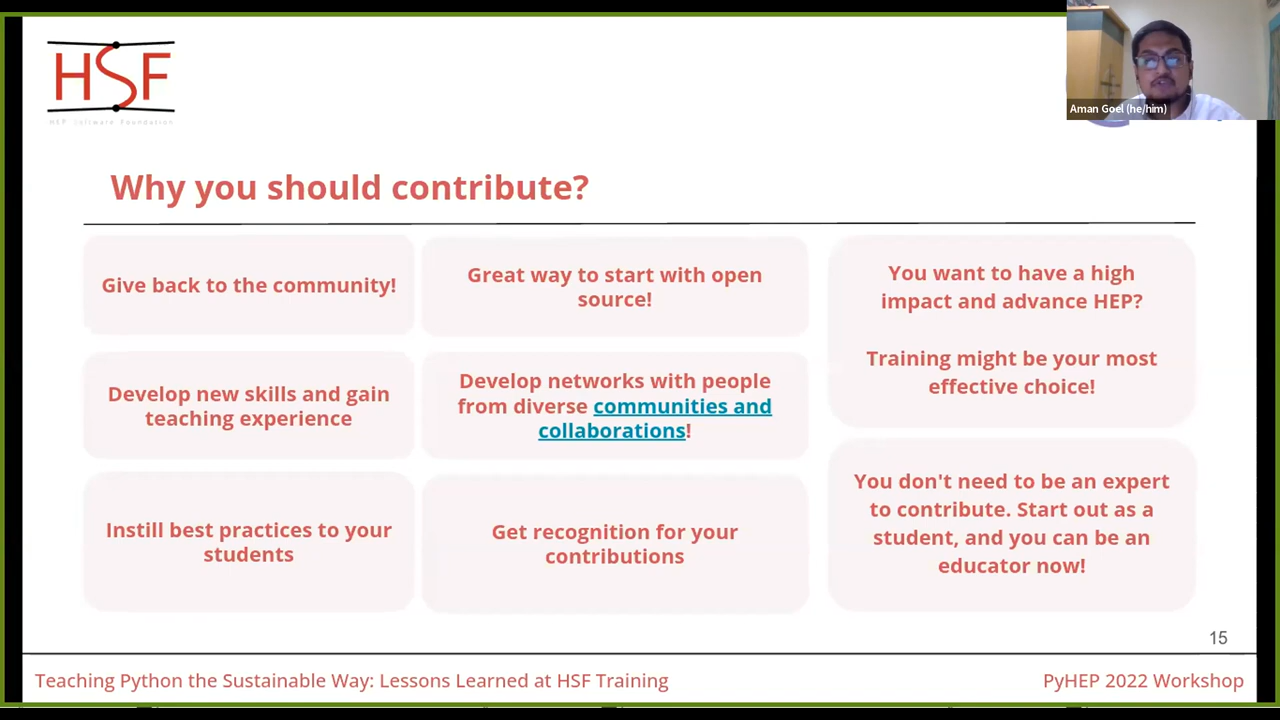 HSF
HSF Software Foundation
Aman Goel (he/him)
Why you should contribute?
Give back to the community!
Great way to start with open
source!
You want to have a high
impact and advance HEP?
Training might be your most
effective choice!
Develop new skills and gain
teaching experience
Develop networks with people
from diverse communities and
collaborations!
Instill best practices to your
students
Get recognition for your
contributions
You don't need to be an expert
to contribute. Start out as a
student, and you can be an
educator now!
15
Teaching Python the Sustainable Way: Lessons Learned at HSF Training
PyHEP 2022 Workshop